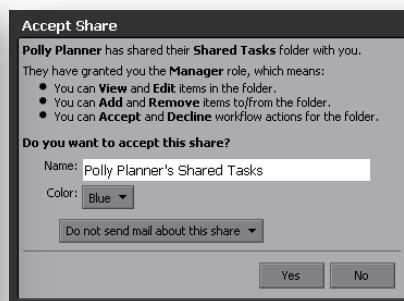 Accept Share
Polly Planner has shared their Shared Tasks folder with you.
They have granted you the Manager role, which means:
● You can View and Edit items in the folder.
● You can Add and Remove items to/from the folder.
● You can Accept and Decline workflow actions for the folder.
Do you want to accept this share?
Name: Polly Planner's Shared Tasks
Color: Blue
Do not send mail about this share
Yes No